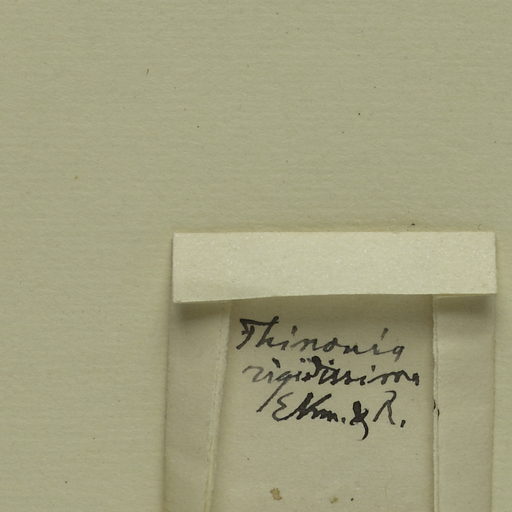 Thinouia
rigidissima
Ekm. & R.